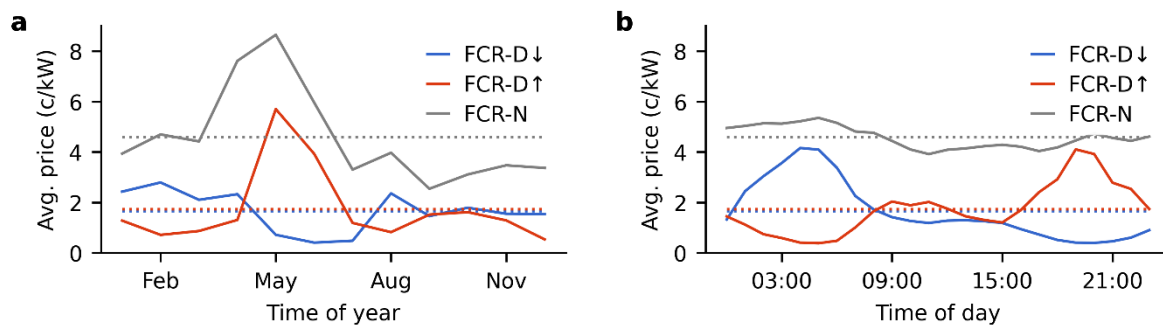 a
Avg. price (c/kW)
8
6
4
2
0
Feb
May
Aug
Nov
Time of year
FCR-D↓
FCR-D↑
FCR-N
b
Avg. price (c/kW)
8
6
4
2
0
03:00
09:00
15:00
21:00
Time of day
FCR-D↓
FCR-D↑
FCR-N